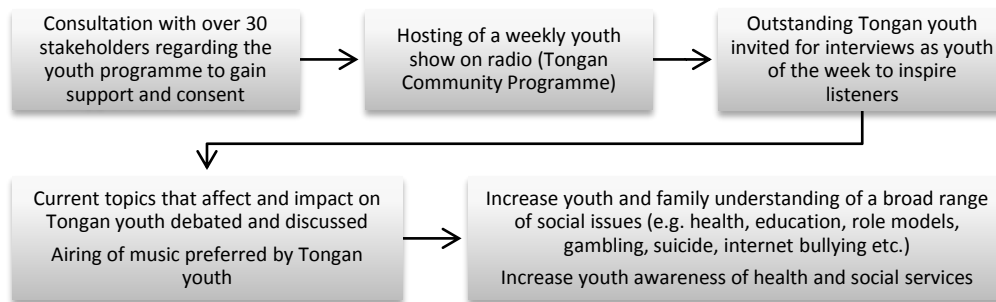 Consultation with over 30
stakeholders regarding the
youth programme to gain
support and consent
Hosting of a weekly youth
show on radio (Tongan
Community Programme)
Outstanding Tongan youth
invited for interviews as youth
of the week to inspire
listeners
Current topics that affect and impact on
Tongan youth debated and discussed
Airing of music preferred by Tongan
youth
Increase youth and family understanding of a broad range
of social issues (e.g. health, education, role models,
gambling, suicide, internet bullying etc.)
Increase youth awareness of health and social services